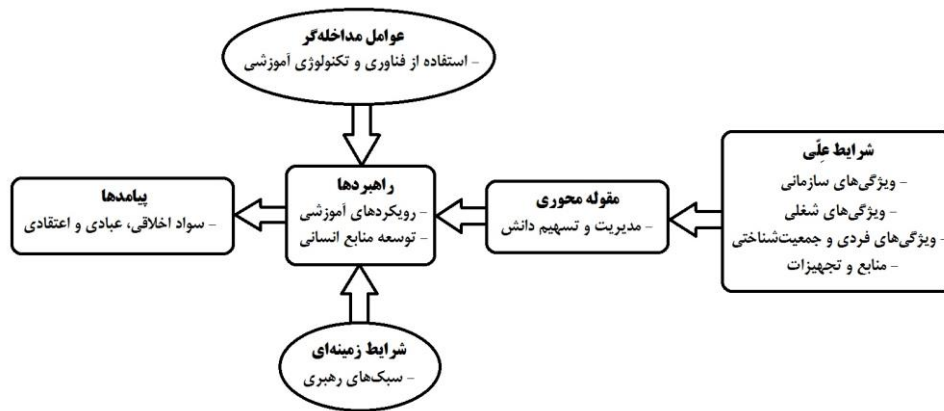 عوامل مداخله‌گر
- استفاده از فناوری و تکنولوژی آموزشی
شرایط علّی
- ویژگی‌های سازمانی
- ویژگی‌های شغلی
- ویژگی‌های فردی و جمعیت‌شناختی
- منابع و تجهیزات
مقوله محوری
- مدیریت و تسهیم دانش
راهبردها
- رویکردهای آموزشی
- توسعه منابع انسانی
پیامدها
- سواد اخلاقی، عبادی و اعتقادی
شرایط زمینه‌ای
- سبک‌های رهبری